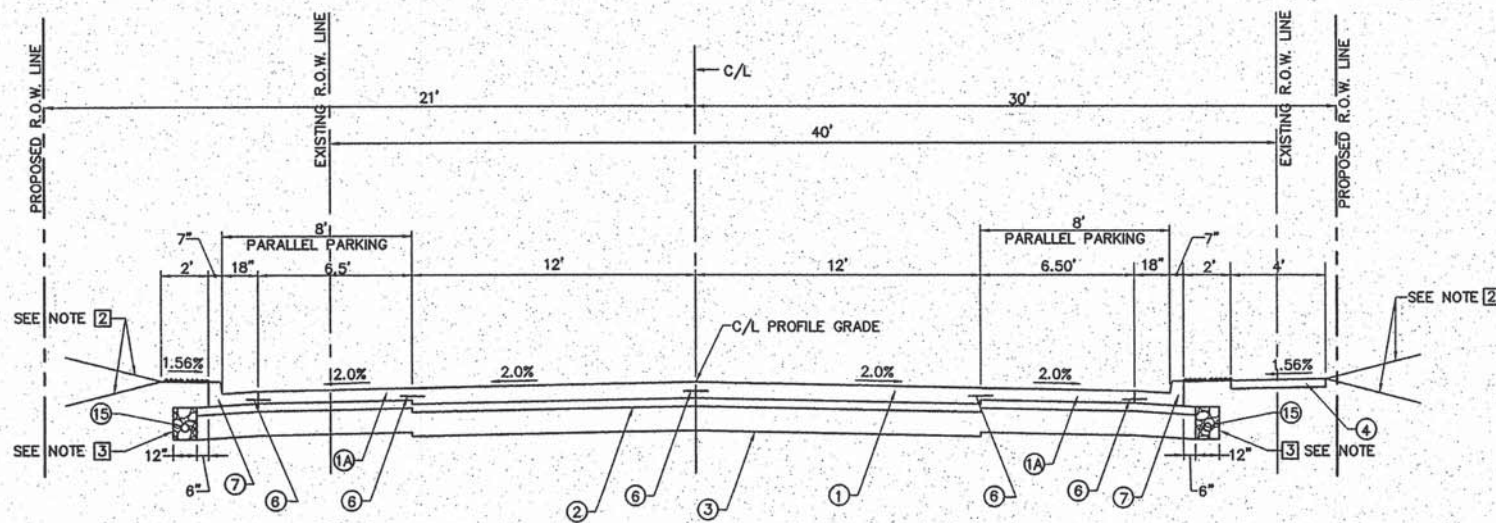 PROPOSED R.O.W. LINE
EXISTING R.O.W. LINE
C/L
EXISTING R.O.W. LINE
PROPOSED R.O.W. LINE
21'
30'
40'
8'
PARALLEL PARKING
8'
PARALLEL PARKING
7"
7"
2'
18"
6.5'
12'
12'
6.50'
18"
2'
4'
SEE NOTE 2
SEE NOTE 2
C/L PROFILE GRADE
1.56%
2.0%
2.0%
2.0%
2.0%
1.56%
15
15
SEE NOTE 3
3 SEE NOTE
4
12"
12"
6"
6"
7
6
1A
6
2
6
3
1
6
1A
6
7